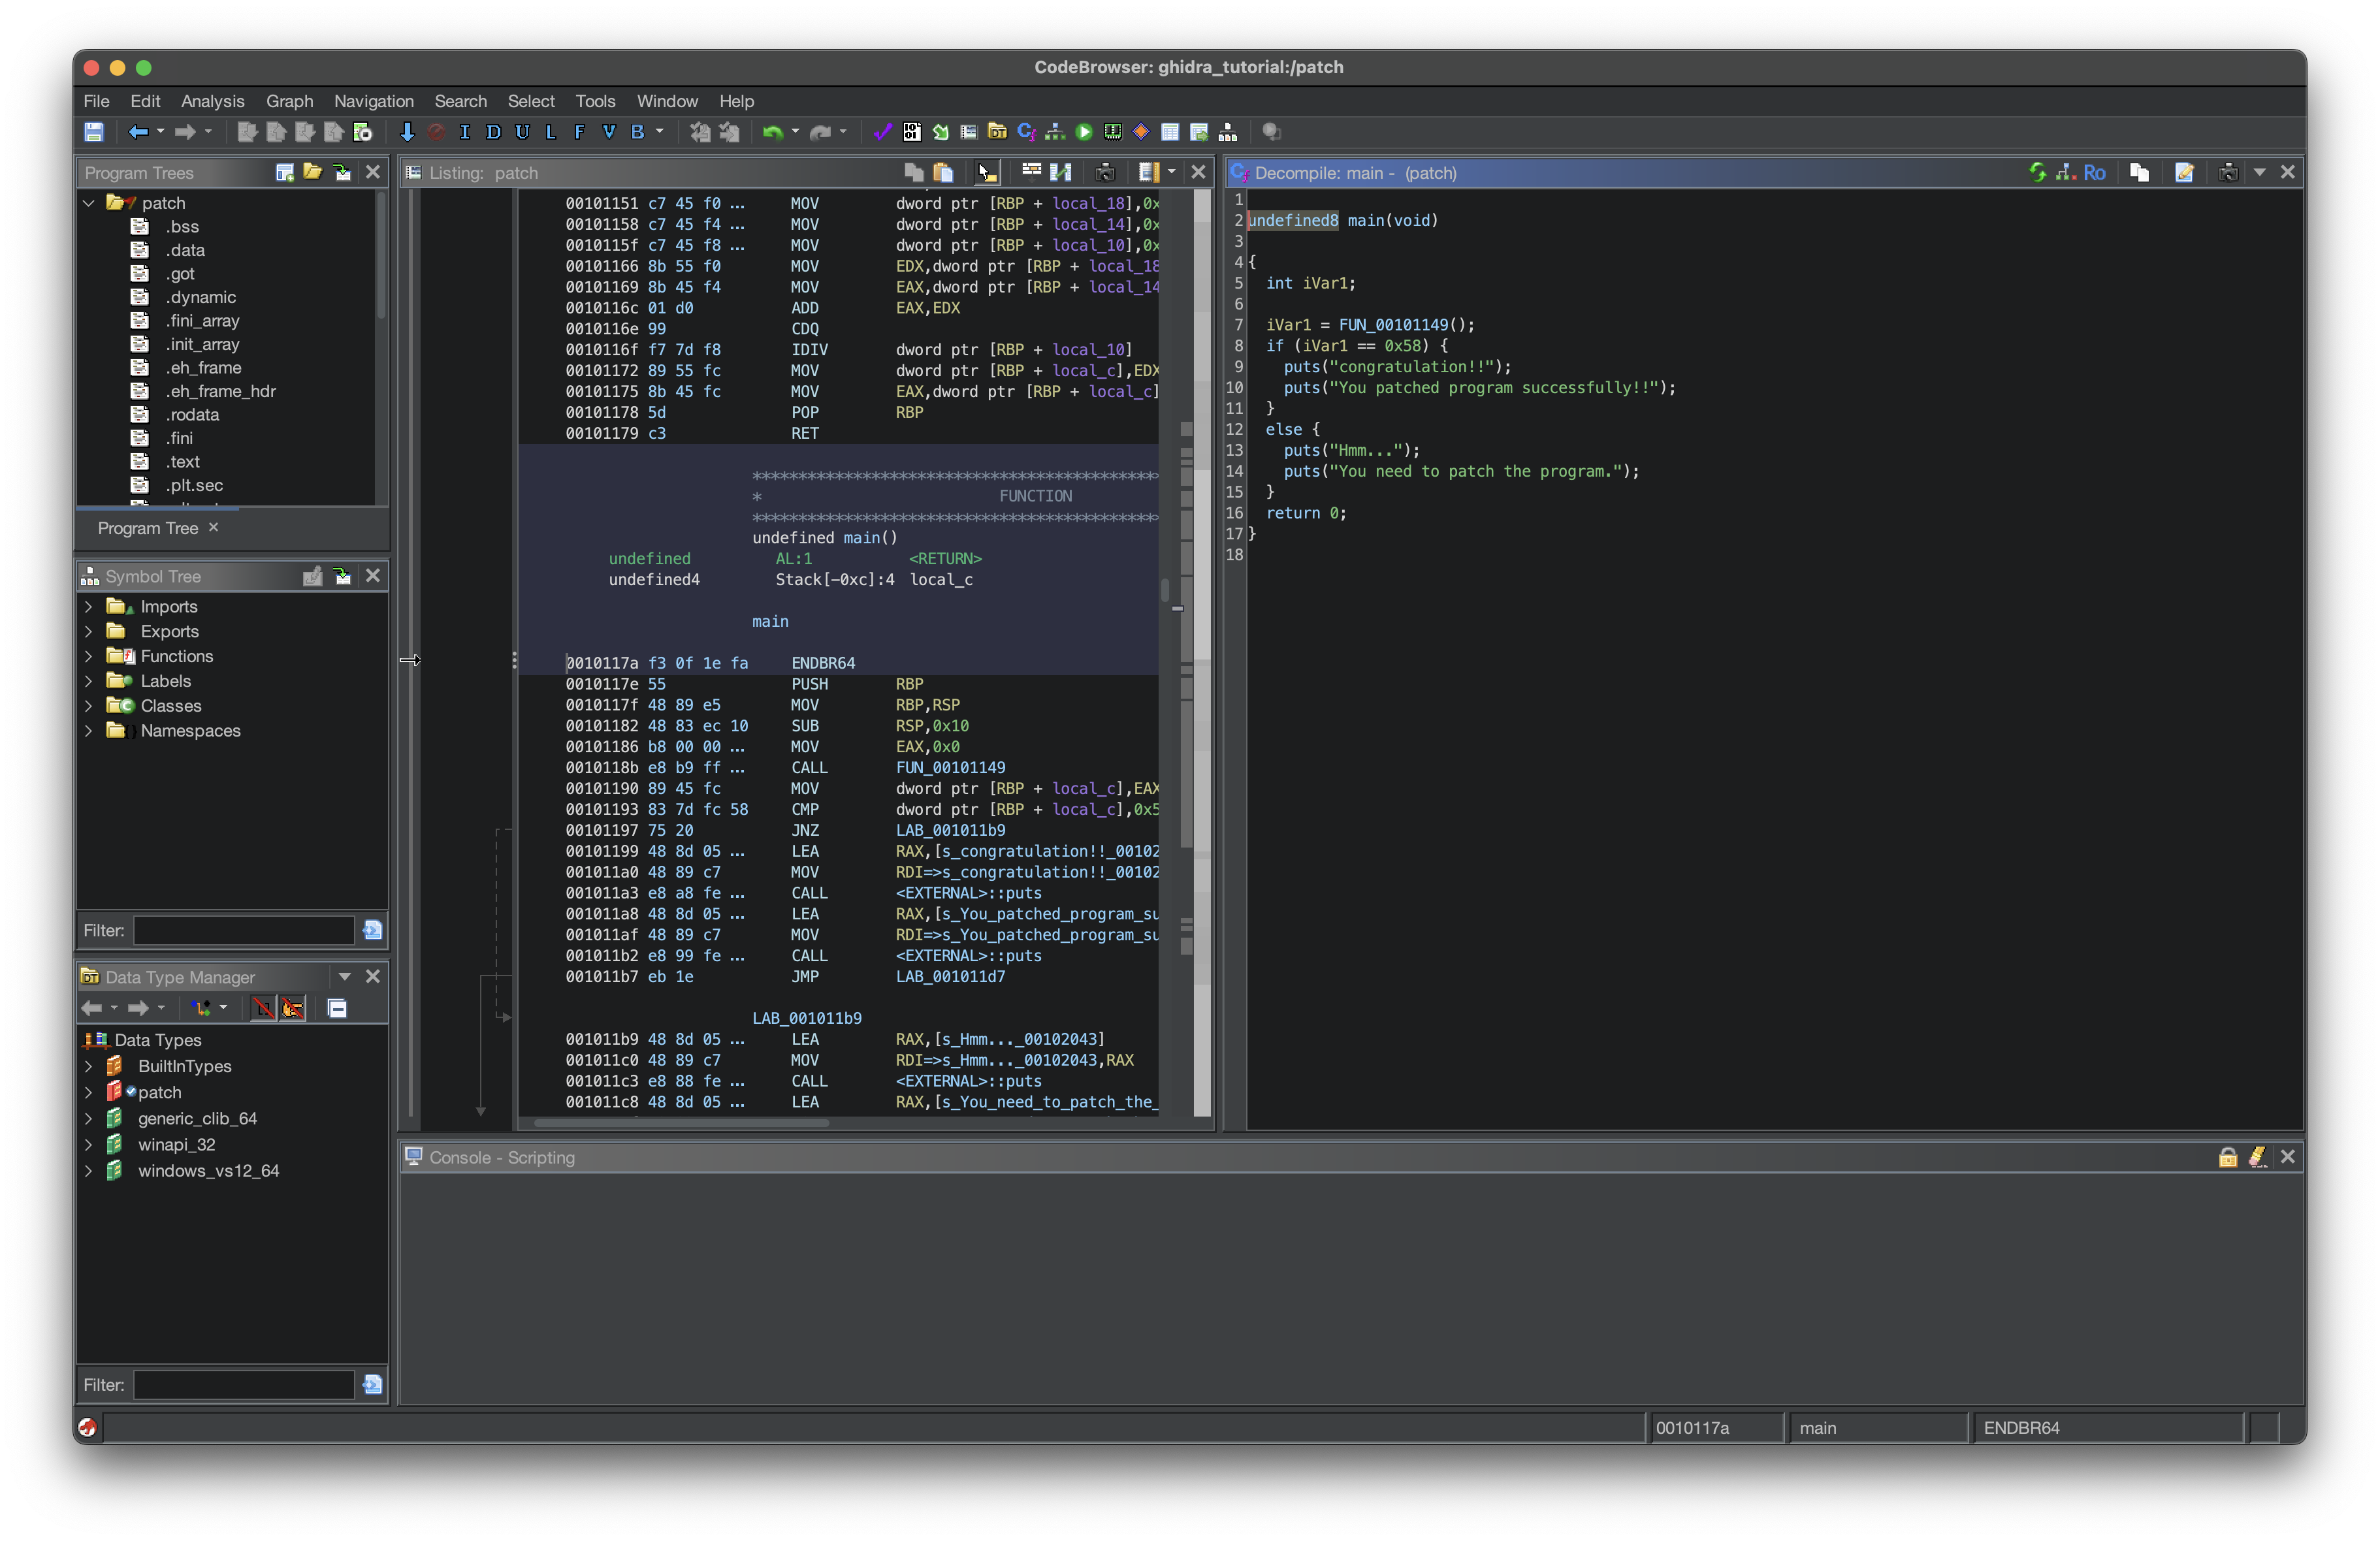 CodeBrowser: ghidra_tutorial:/patch
File Edit Analysis Graph Navigation Search Select Tools Window Help
I D U L F V B
Program Trees
patch
.bss
.data
.got
.dynamic
.fini_array
.init_array
.eh_frame
.eh_frame_hdr
.rodata
.fini
.text
.plt.sec
Program Tree
Symbol Tree
Imports
Exports
Functions
Labels
Classes
Namespaces
Filter:
Data Type Manager
Data Types
BuiltInTypes
patch
generic_clib_64
winapi_32
windows_vs12_64
Filter:
Listing: patch
00101151 c7 45 f0 ... MOV dword ptr [RBP + local_18],0x
00101158 c7 45 f4 ... MOV dword ptr [RBP + local_14],0x
0010115f c7 45 f8 ... MOV dword ptr [RBP + local_10],0x
00101166 8b 55 f0 MOV EDX,dword ptr [RBP + local_18
00101169 8b 45 f4 MOV EAX,dword ptr [RBP + local_14
0010116c 01 d0 ADD EAX,EDX
0010116e 99 CDQ
0010116f f7 7d f8 IDIV dword ptr [RBP + local_10]
00101172 89 55 fc MOV dword ptr [RBP + local_c],EDX
00101175 8b 45 fc MOV EAX,dword ptr [RBP + local_c]
00101178 5d POP RBP
00101179 c3 RET
*********************************************
* FUNCTION
*********************************************
undefined main()
undefined AL:1 <RETURN>
undefined4 Stack[-0xc]:4 local_c
main
0010117a f3 0f 1e fa ENDBR64
0010117e 55 PUSH RBP
0010117f 48 89 e5 MOV RBP,RSP
00101182 48 83 ec 10 SUB RSP,0x10
00101186 b8 00 00 ... MOV EAX,0x0
0010118b e8 b9 ff ... CALL FUN_00101149
00101190 89 45 fc MOV dword ptr [RBP + local_c],EAX
00101193 83 7d fc 58 CMP dword ptr [RBP + local_c],0x5
00101197 75 20 JNZ LAB_001011b9
00101199 48 8d 05 ... LEA RAX,[s_congratulation!!_00102
001011a0 48 89 c7 MOV RDI=>s_congratulation!!_00102
001011a3 e8 a8 fe ... CALL <EXTERNAL>::puts
001011a8 48 8d 05 ... LEA RAX,[s_You_patched_program_su
001011af 48 89 c7 MOV RDI=>s_You_patched_program_su
001011b2 e8 99 fe ... CALL <EXTERNAL>::puts
001011b7 eb 1e JMP LAB_001011d7
LAB_001011b9
001011b9 48 8d 05 ... LEA RAX,[s_Hmm..._00102043]
001011c0 48 89 c7 MOV RDI=>s_Hmm..._00102043,RAX
001011c3 e8 88 fe ... CALL <EXTERNAL>::puts
001011c8 48 8d 05 ... LEA RAX,[s_You_need_to_patch_the_
Decompile: main - (patch)
Ro
1
2 undefined8 main(void)
3
4 {
5 int iVar1;
6
7 iVar1 = FUN_00101149();
8 if (iVar1 == 0x58) {
9 puts("congratulation!!");
10 puts("You patched program successfully!!");
11 }
12 else {
13 puts("Hmm...");
14 puts("You need to patch the program.");
15 }
16 return 0;
17 }
18
Console - Scripting
0010117a main ENDBR64